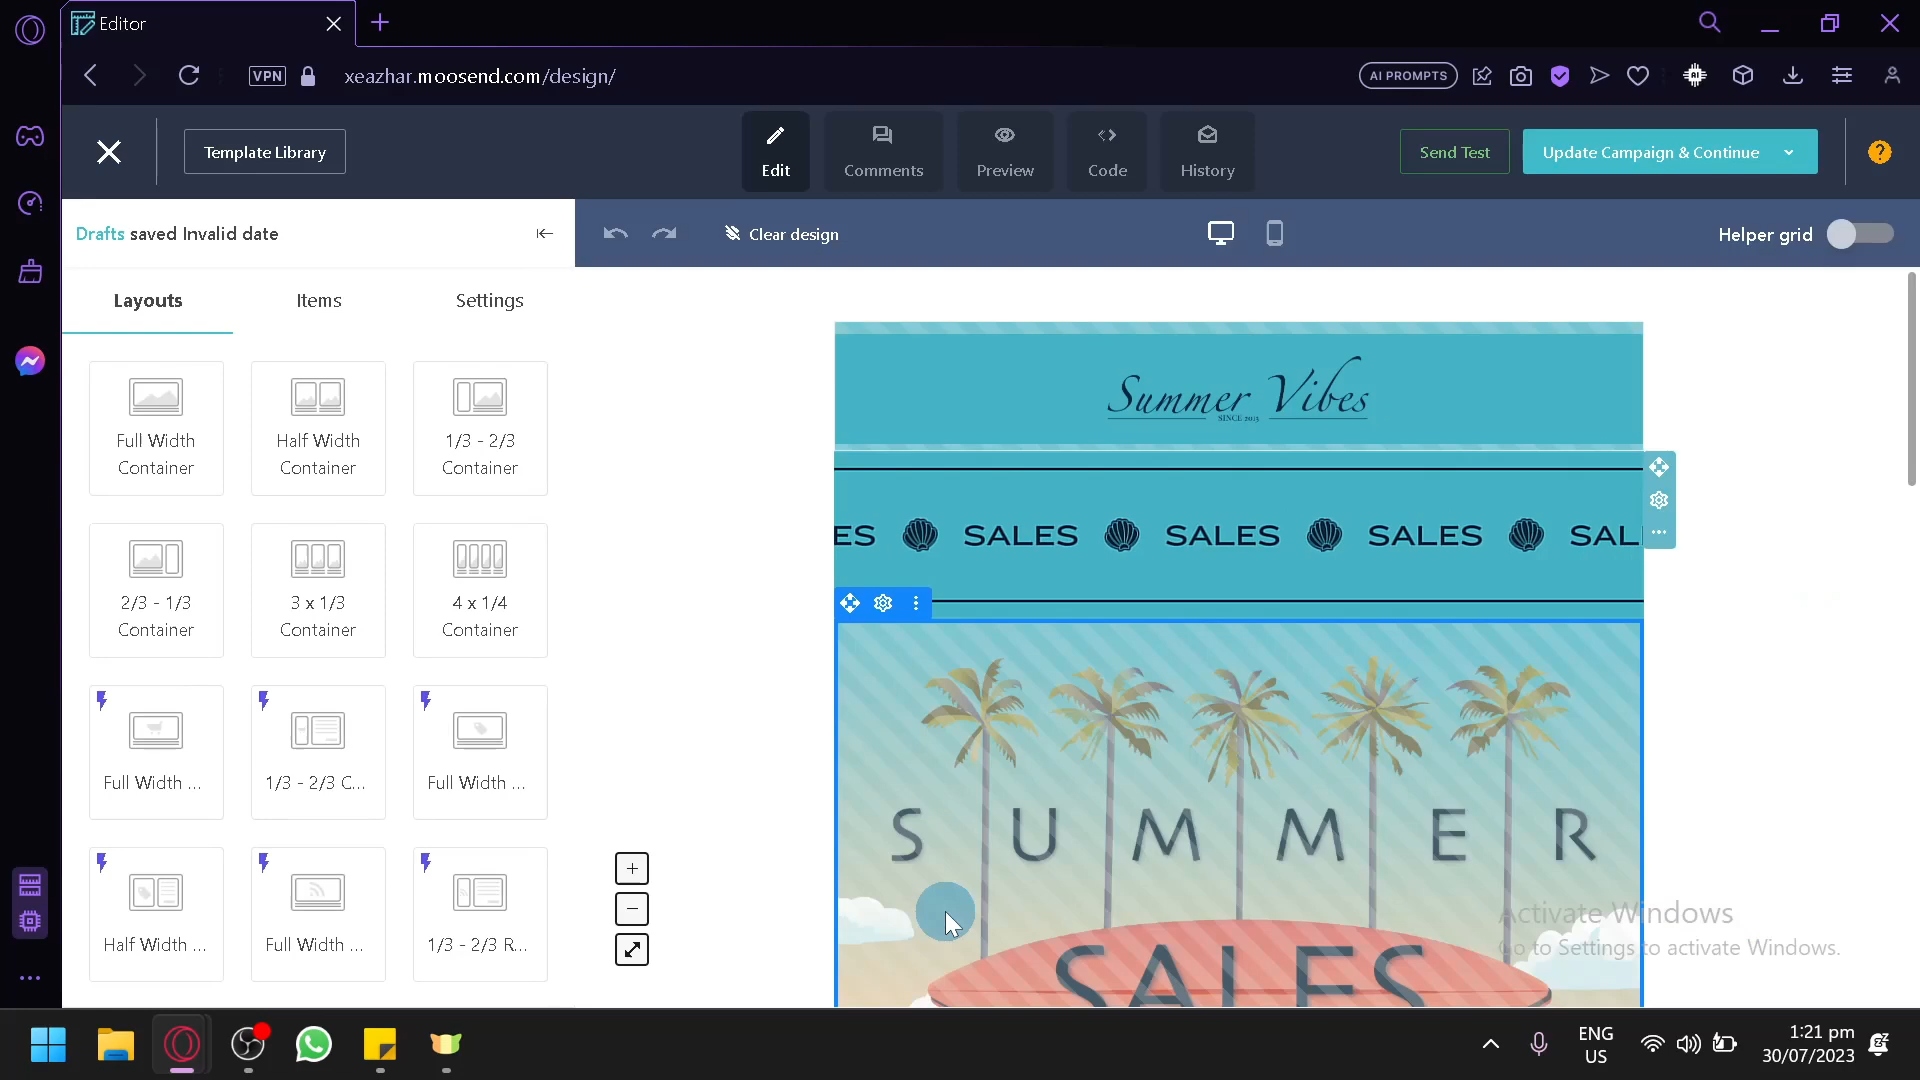 Editor
VPN
xeazhar.moosend.com/design/
AI PROMPTS
Template Library
Edit
Comments
Preview
Code
History
Send Test
Update Campaign & Continue
?
Drafts saved Invalid date
Clear design
Helper grid
Layouts
Items
Settings
Full Width
Container
Half Width
Container
1/3 - 2/3
Container
2/3 - 1/3
Container
3 x 1/3
Container
4 x 1/4
Container
Full Width ...
1/3 - 2/3 C...
Full Width ...
Half Width ...
Full Width ...
1/3 - 2/3 R...
Summer Vibes
SINCE 2015
ES SALES SALES SALES SAL
SUMMER
SALES
Activate Windows
Go to Settings to activate Windows.
ENG
US
1:21 pm
30/07/2023